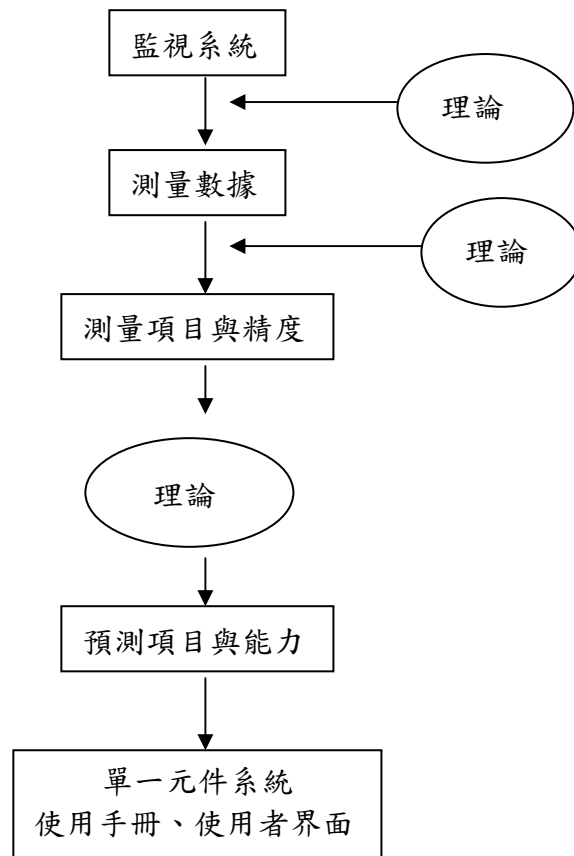 監視系統
理論
測量數據
理論
測量項目與精度
理論
預測項目與能力
單一元件系統
使用手冊、使用者界面